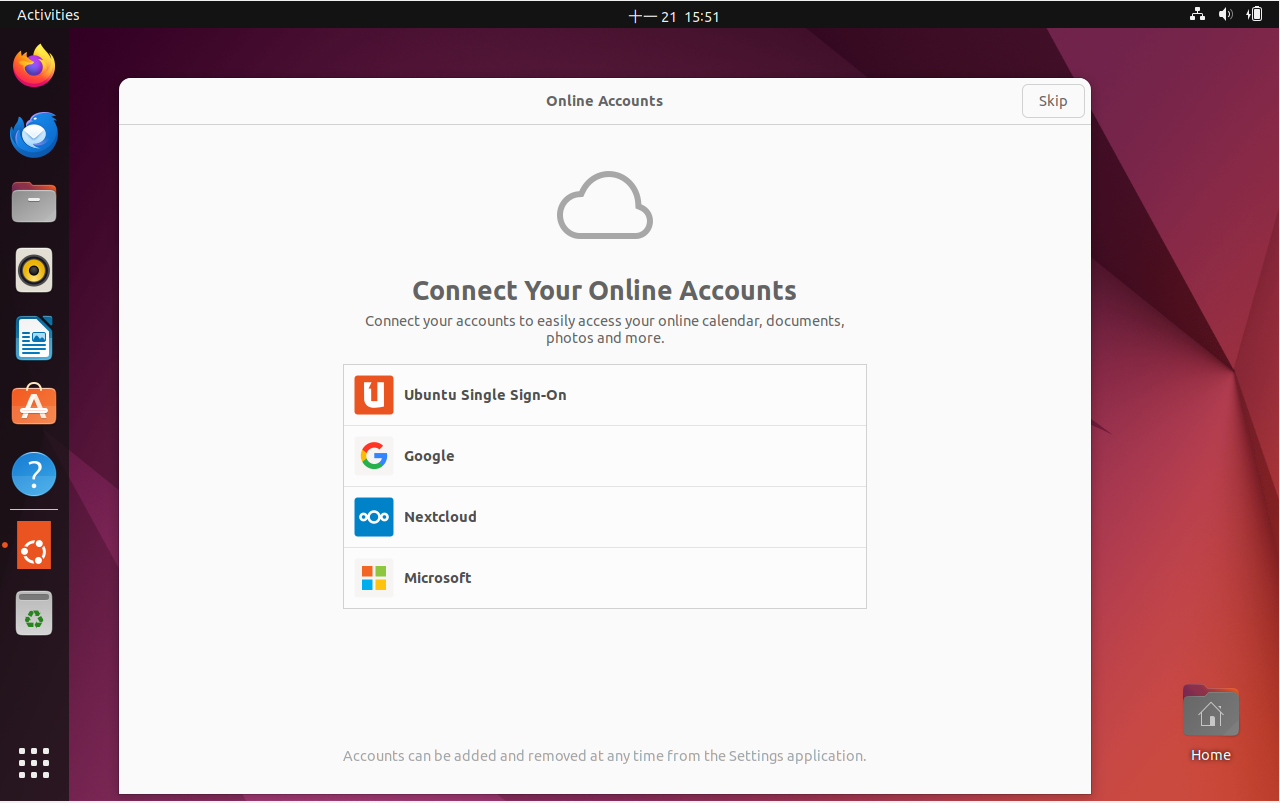 Activities
十一 21 15:51
Online Accounts
Skip
Connect Your Online Accounts
Connect your accounts to easily access your online calendar, documents,
photos and more.
Ubuntu Single Sign-On
Google
Nextcloud
Microsoft
Accounts can be added and removed at any time from the Settings application.
Home